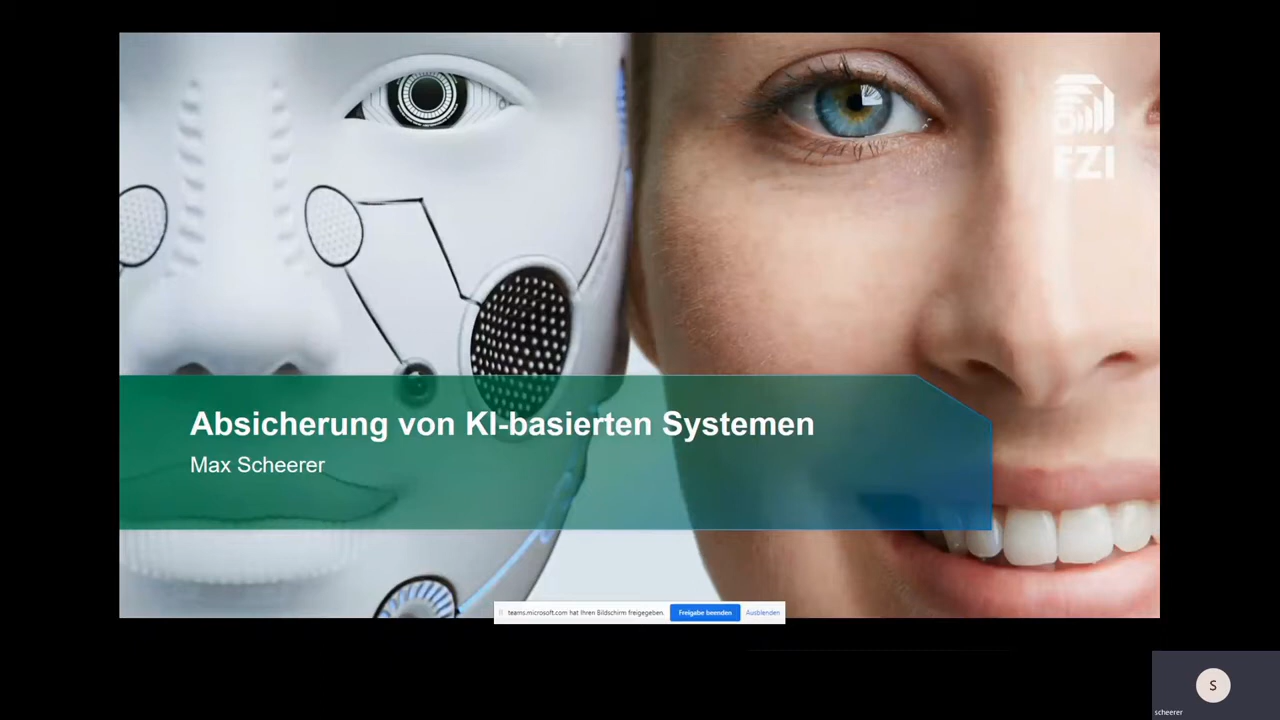 FZI
Absicherung von KI-basierten Systemen
Max Scheerer
teams.microsoft.com hat Ihren Bildschirm freigegeben. Freigabe beenden Ausblenden
S
scheerer